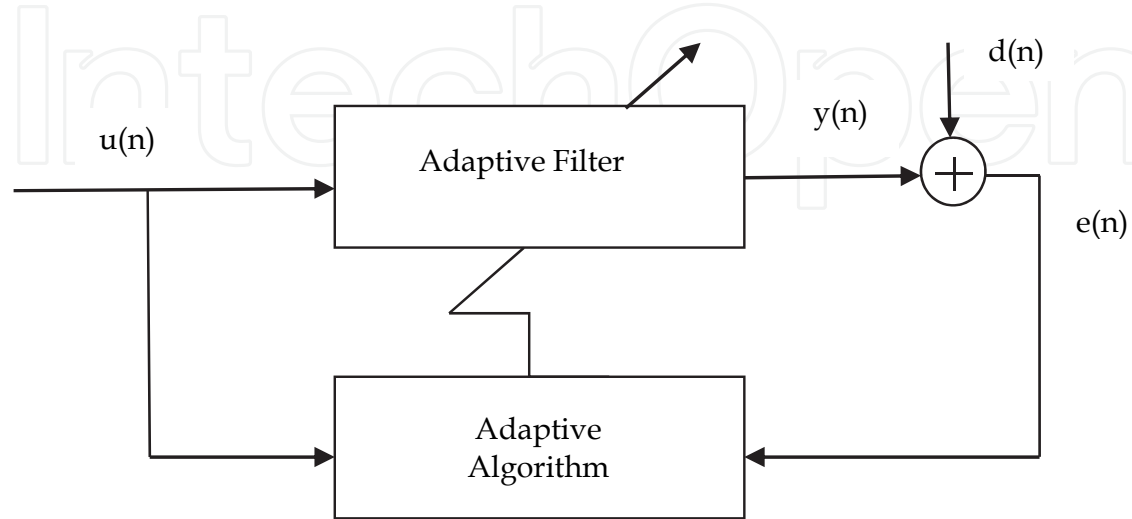 IntechOpen
d(n)
y(n)
u(n)
Adaptive Filter
+
e(n)
Adaptive
Algorithm